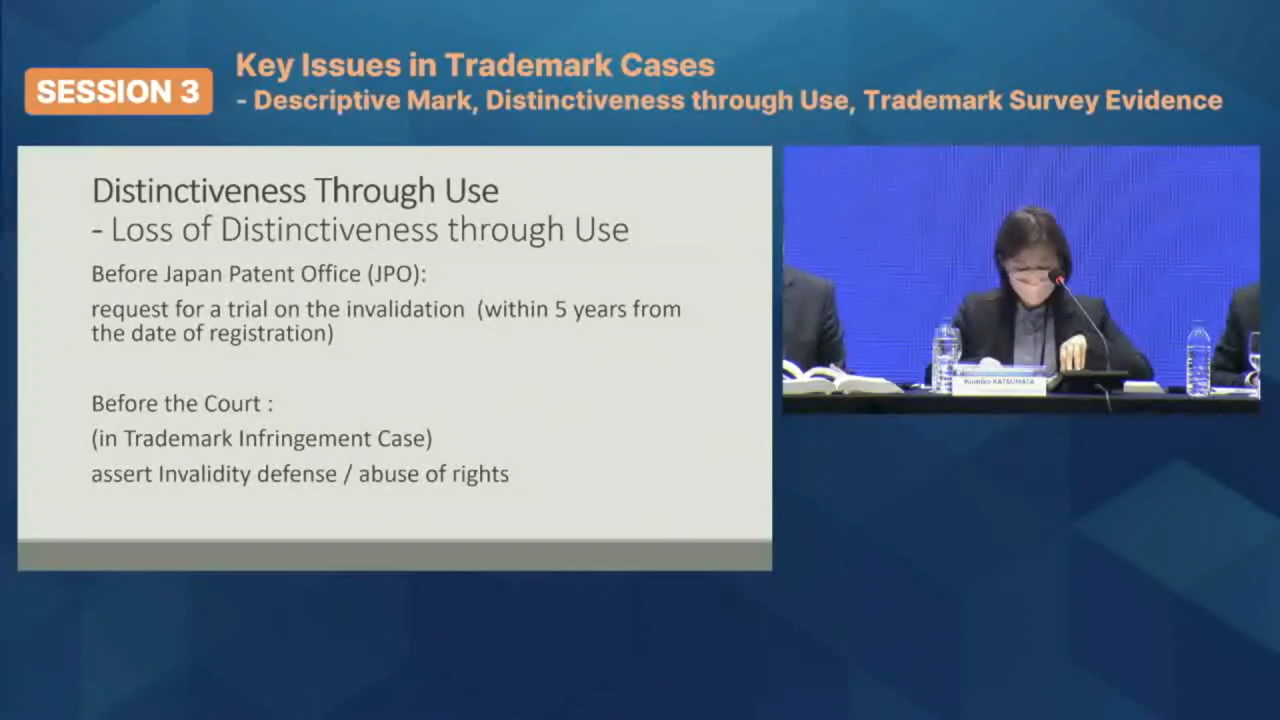 SESSION 3
Key Issues in Trademark Cases
- Descriptive Mark, Distinctiveness through Use, Trademark Survey Evidence
Distinctiveness Through Use
- Loss of Distinctiveness through Use
Before Japan Patent Office (JPO):
request for a trial on the invalidation (within 5 years from
the date of registration)
Before the Court :
(in Trademark Infringement Case)
assert Invalidity defense / abuse of rights
Kumiko KATSUMATA